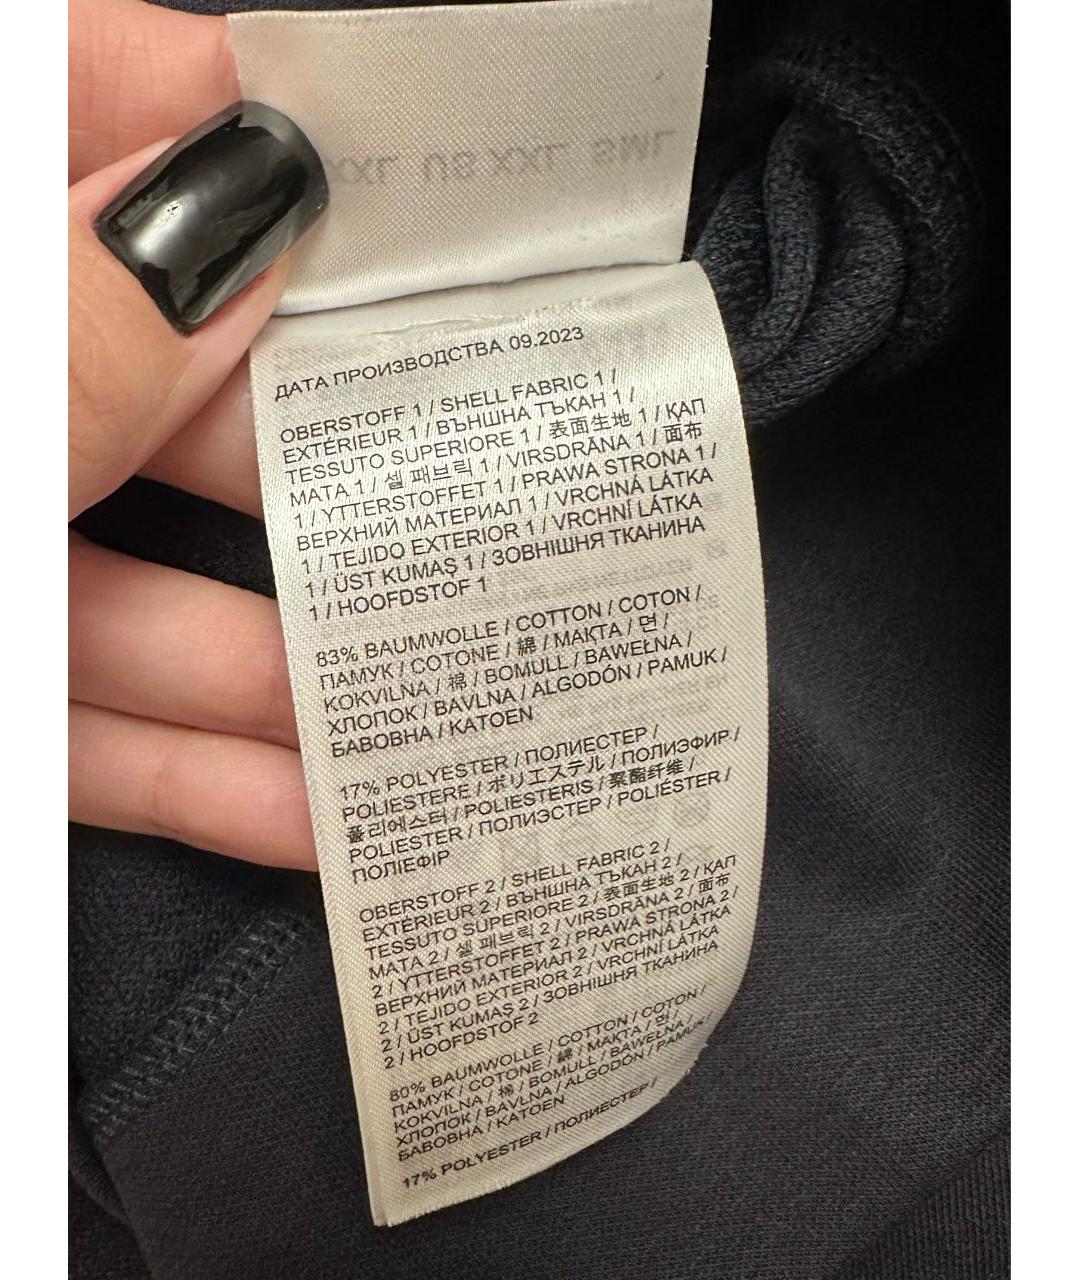 XXL US XXL SML
ДАТА ПРОИЗВОДСТВА 09.2023
OBERSTOFF 1 / SHELL FABRIC 1 /
EXTÉRIEUR 1 / ВЪНШНА ТЪКАН 1 /
TESSUTO SUPERIORE 1 / 表面生地 1 / ҚАП
МАТА 1 / 셸 패브릭 1 / VIRSDRĀNA 1 / 面布
1 / YTTERSTOFFET 1 / PRAWA STRONA 1 /
ВЕРХНИЙ МАТЕРИАЛ 1 / VRCHNÁ LÁTKA
1 / TEJIDO EXTERIOR 1 / VRCHNÍ LÁTKA
1 / ÜST KUMAŞ 1 / ЗОВНІШНЯ ТКАНИНА
1 / HOOFDSTOF 1
83% BAUMWOLLE / COTTON / COTON /
ПАМУК / COTONE / 綿 / МАҚТА / 면 /
KOKVILNA / 棉 / BOMULL / BAWEŁNA /
ХЛОПОК / BAVLNA / ALGODÓN / PAMUK /
БАВОВНА / KATOEN
17% POLYESTER / ПОЛИЕСТЕР /
POLIESTERE / ポリエステル / ПОЛИЭФИР /
폴리에스터 / POLIESTERIS / 聚酯纤维 /
POLIESTER / ПОЛИЭСТЕР / POLIÉSTER /
ПОЛІЕФІР
OBERSTOFF 2 / SHELL FABRIC 2 /
EXTÉRIEUR 2 / ВЪНШНА ТЪКАН 2 /
TESSUTO SUPERIORE 2 / 表面生地 2 / ҚАП
МАТА 2 / 셸 패브릭 2 / VIRSDRĀNA 2 / 面布
2 / YTTERSTOFFET 2 / PRAWA STRONA 2 /
ВЕРХНИЙ МАТЕРИАЛ 2 / VRCHNÁ LÁTKA
2 / TEJIDO EXTERIOR 2 / VRCHNÍ LÁTKA
2 / ÜST KUMAŞ 2 / ЗОВНІШНЯ ТКАНИНА
2 / HOOFDSTOF 2
80% BAUMWOLLE / COTTON / COTON /
ПАМУК / COTONE / 綿 / МАҚТА / 면 /
KOKVILNA / 棉 / BOMULL / BAWEŁNA /
ХЛОПОК / BAVLNA / ALGODÓN / PAMUK
БАВОВНА / KATOEN
17% POLYESTER / ПОЛИЕСТЕР /